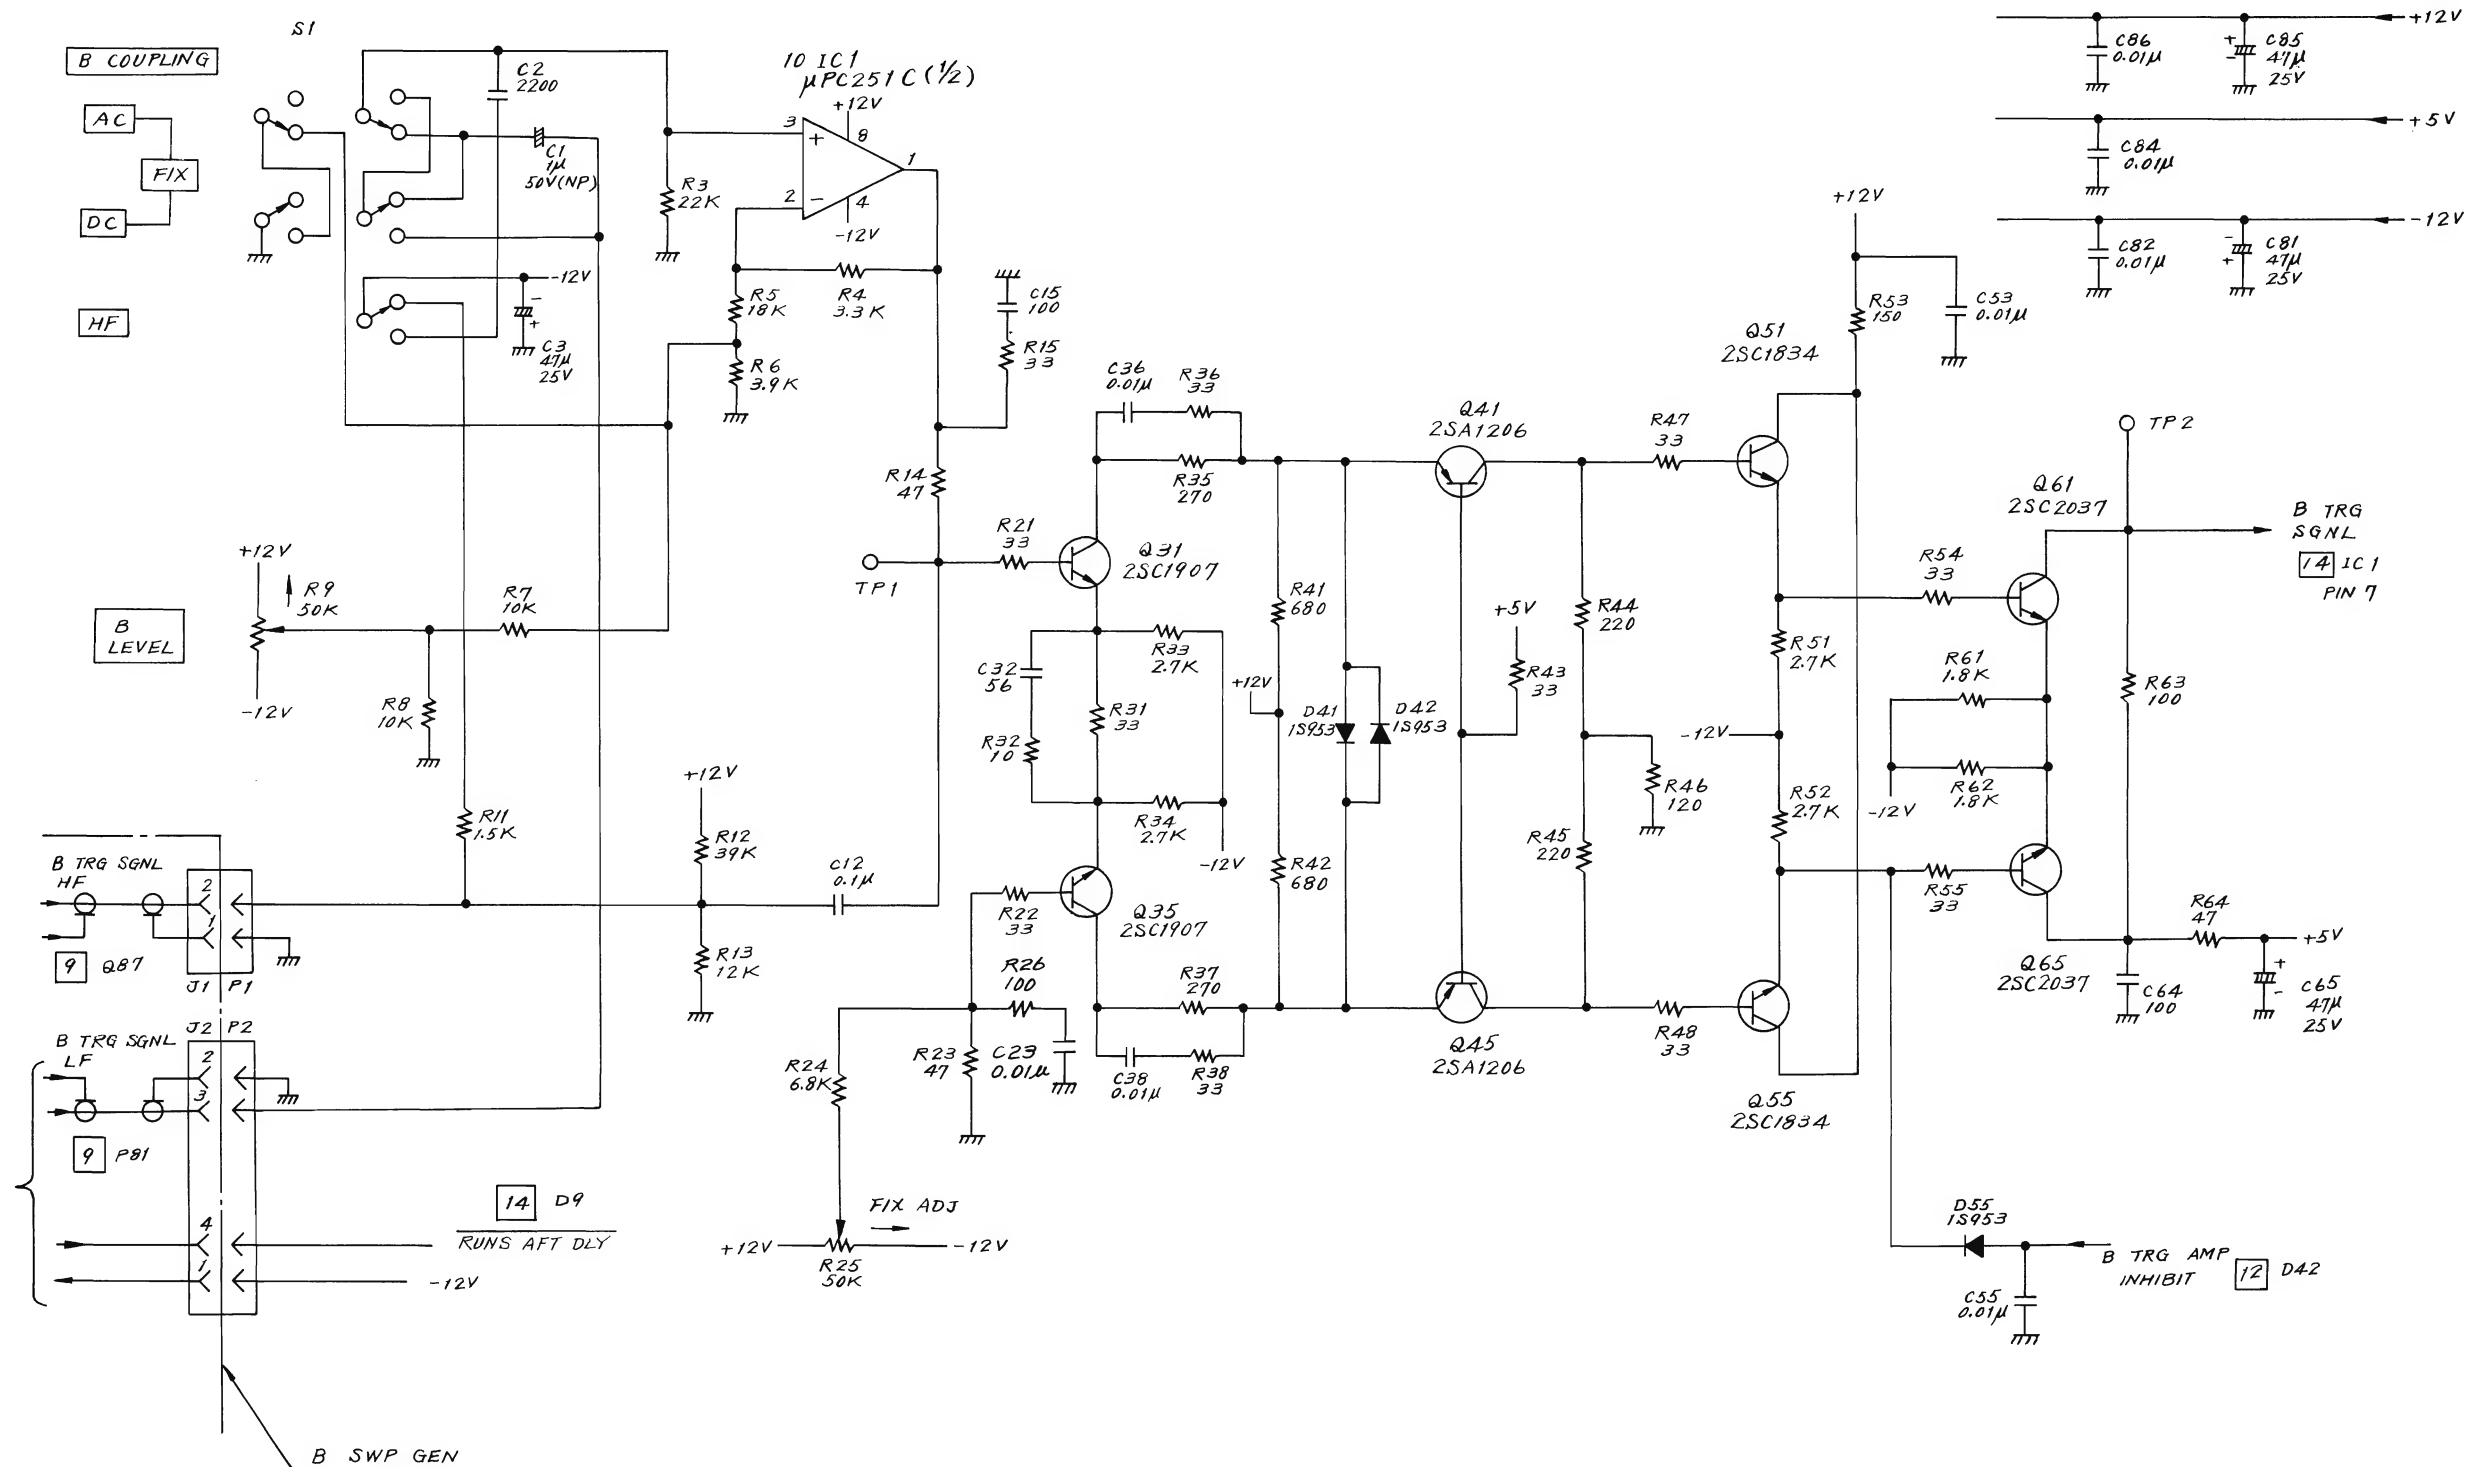 S1
B COUPLING
AC
FIX
DC
HF
C2
2200
C1
1µ
50V(NP)
-12V
C3
47µ
25V
10 IC1
µPC251C(1/2)
+12V
3
8
+
1
2
-
4
-12V
R3
22K
R5
18K
R4
3.3K
R6
3.9K
C15
100
R15
33
+12V
C86
0.01µ
+
-
C85
47µ
25V
+5V
C84
0.01µ
-12V
C82
0.01µ
-
+
C81
47µ
25V
+12V
R53
150
C53
0.01µ
Q51
2SC1834
C36
0.01µ
R36
33
R35
270
Q41
2SA1206
R47
33
TP2
Q61
2SC2037
B TRG
SGNL
14 IC1
PIN 7
R14
47
R21
33
TP1
Q31
2SC1907
R54
33
+12V
R9
50K
R7
10K
B
LEVEL
-12V
R8
10K
R41
680
+5V
R43
33
R44
220
R51
2.7K
R61
1.8K
R63
100
C32
56
R33
2.7K
+12V
R31
33
R32
10
D41
1S953
D42
1S953
-12V
R46
120
R62
1.8K
-12V
R52
2.7K
R34
2.7K
-12V
R42
680
R45
220
R11
1.5K
+12V
R12
39K
C12
0.1µ
R13
12K
B TRG SGNL
HF
2
1
9 Q87
J1 P1
R22
33
Q35
2SC1907
R26
100
R37
270
R55
33
R64
47
+5V
Q65
2SC2037
C64
100
+
-
C65
47µ
25V
J2 P2
B TRG SGNL
LF
2
3
9 P81
R24
6.8K
R23
47
C23
0.01µ
C38
0.01µ
R38
33
Q45
2SA1206
R48
33
Q55
2SC1834
14 D9
RUNS AFT DLY
4
1
-12V
FIX ADJ
+12V
-12V
R25
50K
D55
1S953
B TRG AMP
INHIBIT
12 D42
C55
0.01µ
B SWP GEN